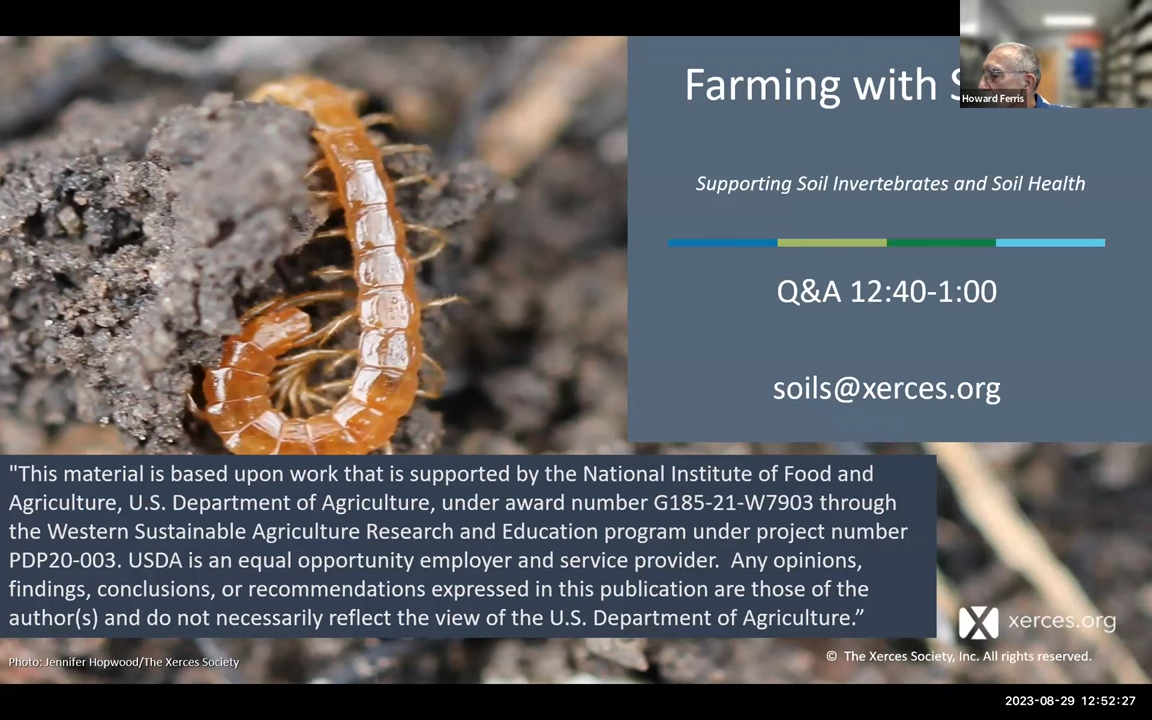 Farming with S
Howard Ferris
Supporting Soil Invertebrates and Soil Health
Q&A 12:40-1:00
soils@xerces.org
"This material is based upon work that is supported by the National Institute of Food and
Agriculture, U.S. Department of Agriculture, under award number G185-21-W7903 through
the Western Sustainable Agriculture Research and Education program under project number
PDP20-003. USDA is an equal opportunity employer and service provider.  Any opinions,
findings, conclusions, or recommendations expressed in this publication are those of the
author(s) and do not necessarily reflect the view of the U.S. Department of Agriculture.”
xerces.org
Photo: Jennifer Hopwood/The Xerces Society
© The Xerces Society, Inc. All rights reserved.
2023-08-29 12:52:27